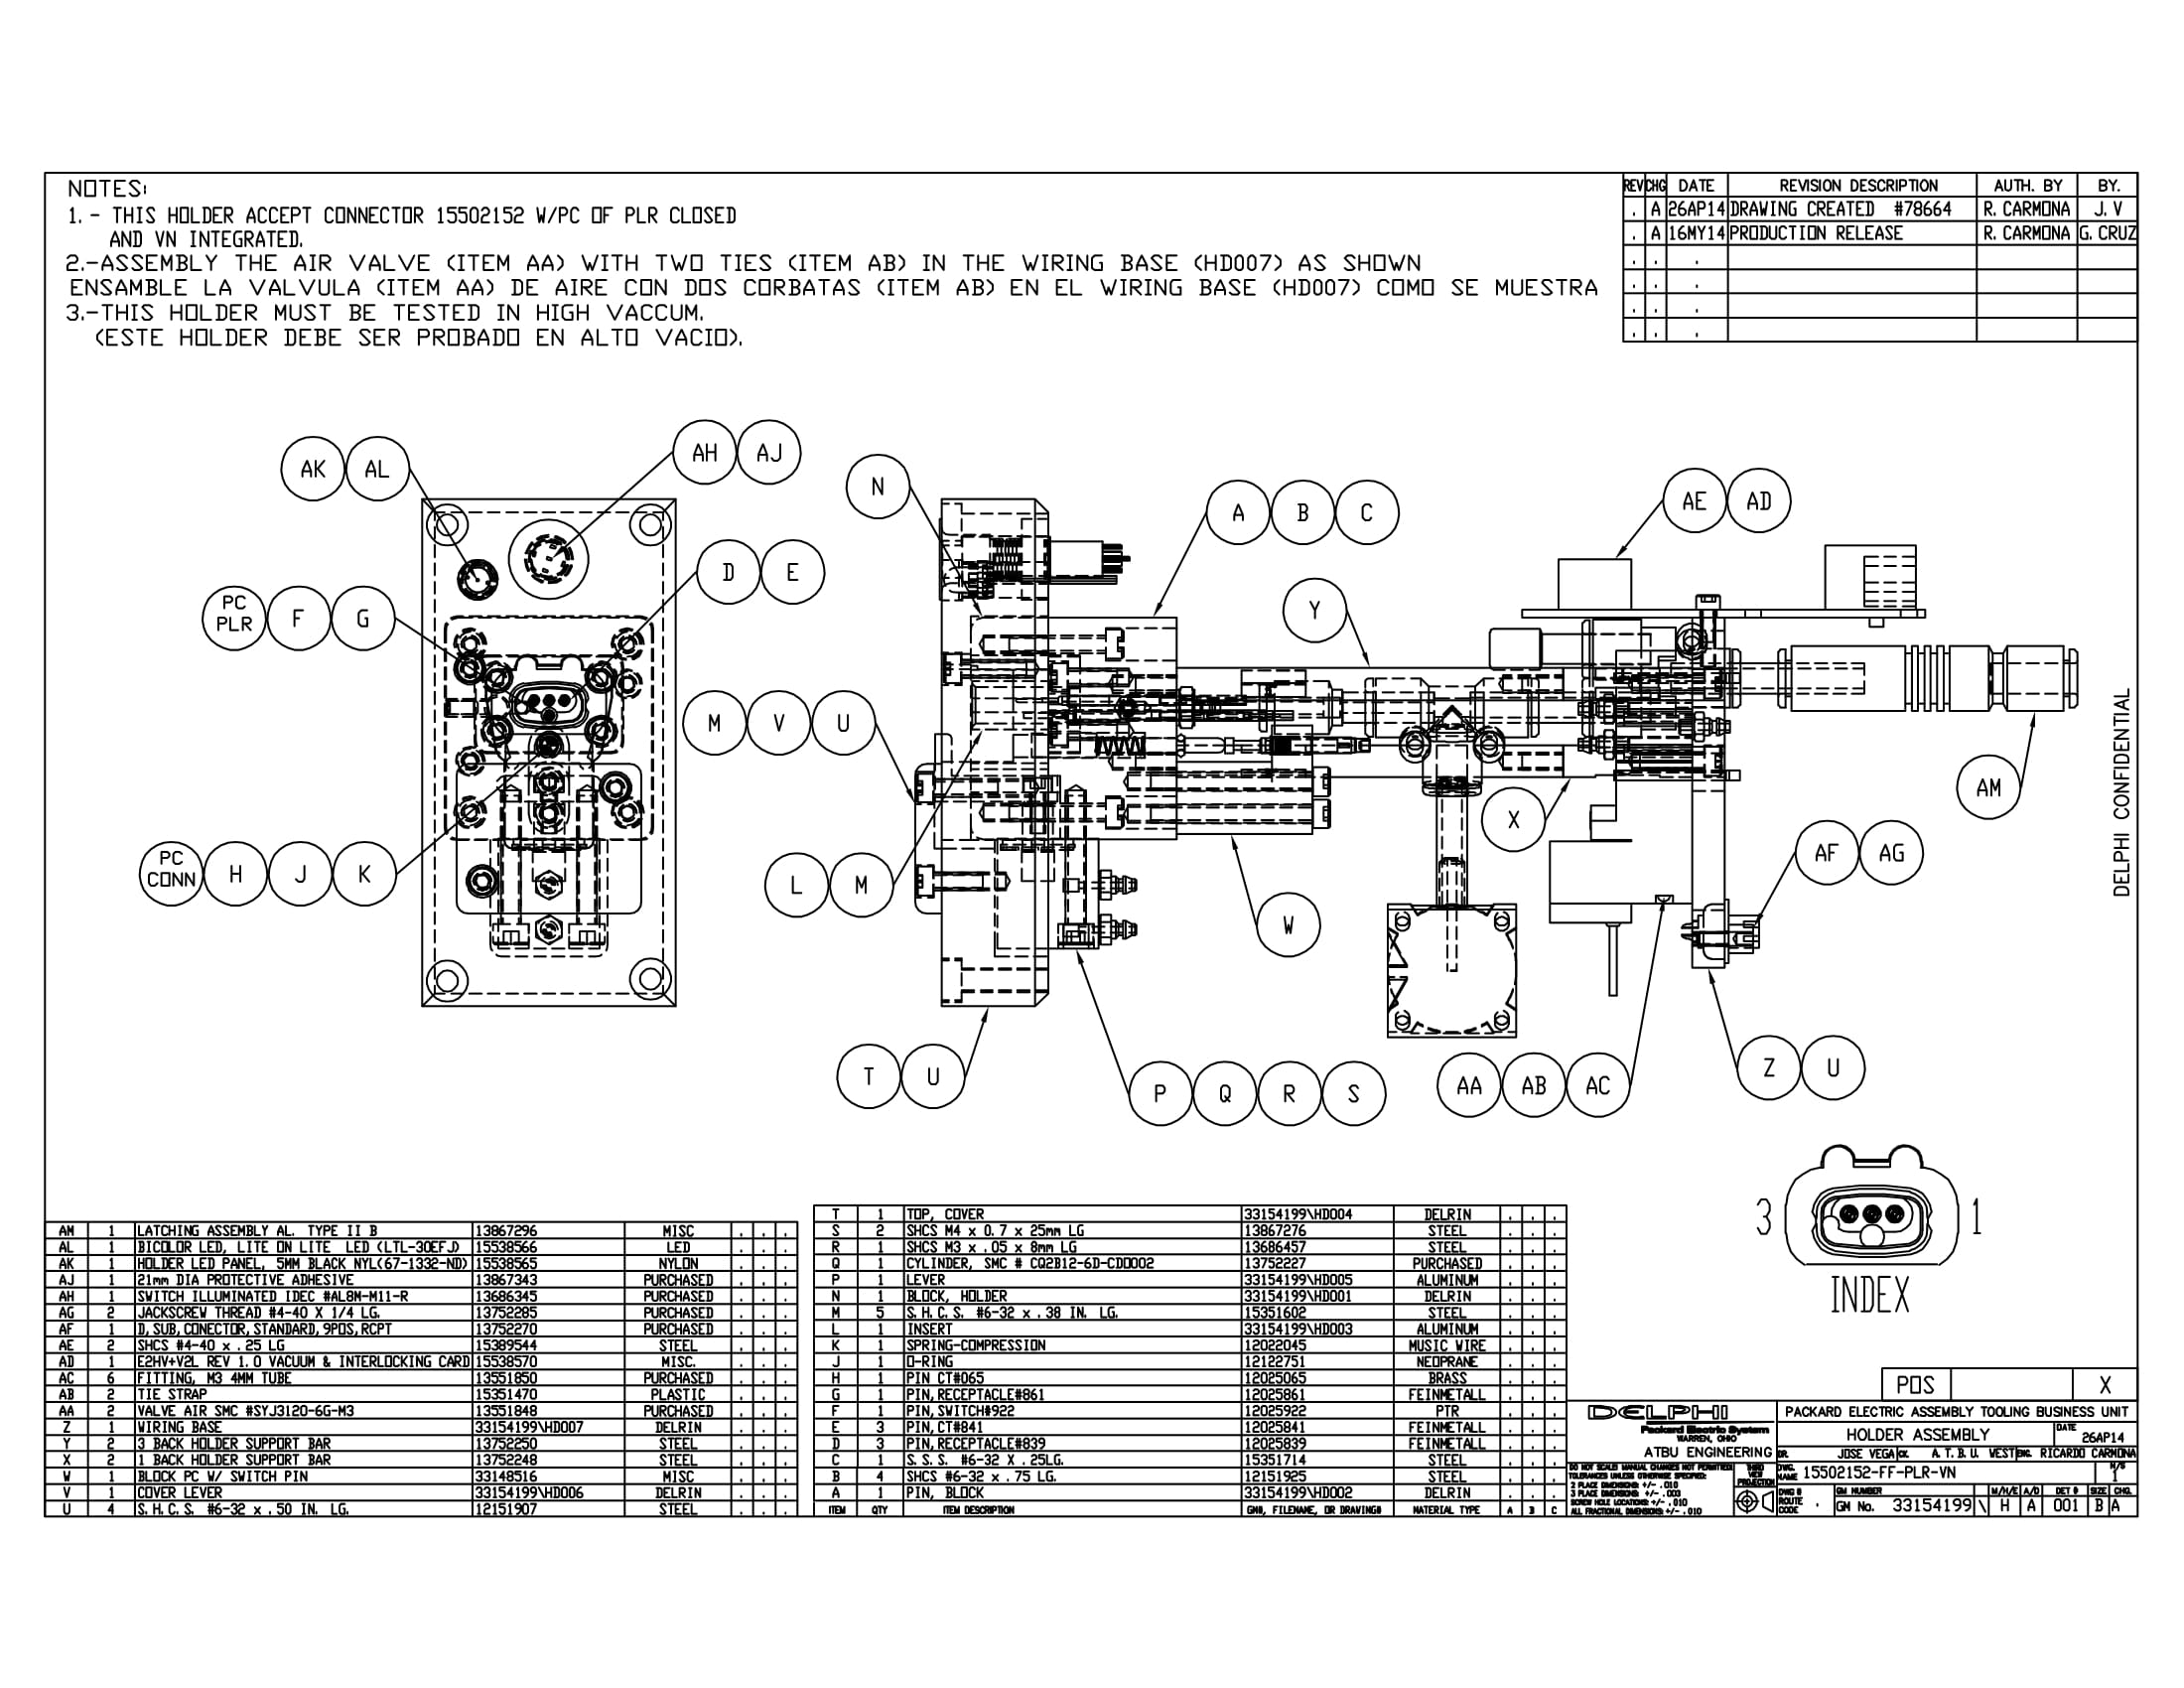 NOTES:
1. - THIS HOLDER ACCEPT CONNECTOR 15502152 W/PC OF PLR CLOSED
AND VN INTEGRATED.
2.-ASSEMBLY THE AIR VALVE (ITEM AA) WITH TWO TIES (ITEM AB) IN THE WIRING BASE (HD007) AS SHOWN
ENSAMBLE LA VALVULA (ITEM AA) DE AIRE CON DOS CORBATAS (ITEM AB) EN EL WIRING BASE (HD007) COMO SE MUESTRA
3.-THIS HOLDER MUST BE TESTED IN HIGH VACCUM.
(ESTE HOLDER DEBE SER PROBADO EN ALTO VACIO).
REV CHG DATE REVISION DESCRIPTION AUTH. BY BY.
. A 26AP14 DRAWING CREATED #78664 R. CARMONA J. V
. A 16MY14 PRODUCTION RELEASE R. CARMONA G. CRUZ
. . .
. . .
. . .
. . .
AK AL
AH AJ
N
A B C
AE AD
D E
PC PLR F G
Y
M V U
DELPHI CONFIDENTIAL
AM
X
PC CONN H J K
L M
AF AG
W
T U
P Q R S
AA AB AC
Z U
3 1
INDEX
AM 1 LATCHING ASSEMBLY AL. TYPE II B 13867296 MISC . . .
AL 1 BICOLOR LED, LITE ON LITE LED (LTL-30EFJ) 15538566 LED . . .
AK 1 HOLDER LED PANEL, 5MM BLACK NYL(67-1332-ND) 15538565 NYLON . . .
AJ 1 21mm DIA PROTECTIVE ADHESIVE 13867343 PURCHASED . . .
AH 1 SWITCH ILLUMINATED IDEC #AL8M-M11-R 13686345 PURCHASED . . .
AG 2 JACKSCREW THREAD #4-40 X 1/4 LG. 13752285 PURCHASED . . .
AF 1 D, SUB, CONECTOR, STANDARD, 9POS, RCPT 13752270 PURCHASED . . .
AE 2 SHCS #4-40 x .25 LG 15389544 STEEL . . .
AD 1 E2HV+V2L REV 1.0 VACUUM & INTERLOCKING CARD 15538570 MISC. . . .
AC 6 FITTING, M3 4MM TUBE 13551850 PURCHASED . . .
AB 2 TIE STRAP 15351470 PLASTIC . . .
AA 2 VALVE AIR SMC #SYJ3120-6G-M3 13551848 PURCHASED . . .
Z 1 WIRING BASE 33154199\HD007 DELRIN . . .
Y 2 3 BACK HOLDER SUPPORT BAR 13752250 STEEL . . .
X 2 1 BACK HOLDER SUPPORT BAR 13752248 STEEL . . .
W 1 BLOCK PC W/ SWITCH PIN 33148516 MISC . . .
V 1 COVER LEVER 33154199\HD006 DELRIN . . .
U 4 S. H. C. S. #6-32 x .50 IN. LG. 12151907 STEEL . . .
T 1 TOP, COVER 33154199\HD004 DELRIN . . .
S 2 SHCS M4 x 0.7 x 25mm LG 13867276 STEEL . . .
R 1 SHCS M3 x .05 x 8mm LG 13686457 STEEL . . .
Q 1 CYLINDER, SMC # CQ2B12-6D-CD0002 13752227 PURCHASED . . .
P 1 LEVER 33154199\HD005 ALUMINUM . . .
N 1 BLOCK, HOLDER 33154199\HD001 DELRIN . . .
M 5 S. H. C. S. #6-32 x .38 IN. LG. 15351602 STEEL . . .
L 1 INSERT 33154199\HD003 ALUMINUM . . .
K 1 SPRING-COMPRESSION 12022045 MUSIC WIRE . . .
J 1 O-RING 12122751 NEOPRANE . . .
H 1 PIN CT#065 12025065 BRASS . . .
G 1 PIN, RECEPTACLE#861 12025861 FEINMETALL . . .
F 1 PIN, SWITCH#922 12025922 PTR . . .
E 3 PIN, CT#841 12025841 FEINMETALL . . .
D 3 PIN, RECEPTACLE#839 12025839 FEINMETALL . . .
C 1 S. S. S. #6-32 X .25LG. 15351714 STEEL . . .
B 4 SHCS #6-32 x .75 LG. 12151925 STEEL . . .
A 1 PIN, BLOCK 33154199\HD002 DELRIN . . .
ITEM QTY ITEM DESCRIPTION GM#, FILENAME, OR DRAWING# MATERIAL TYPE A B C
POS X
DELPHI
Packard Electric System
WARREN, OHIO
ATBU ENGINEERING
PACKARD ELECTRIC ASSEMBLY TOOLING BUSINESS UNIT
HOLDER ASSEMBLY DATE 26AP14
DR. JOSE VEGA CK. A. T. B. U. WEST ENG. RICARDO CARMONA
DO NOT SCALE MANUAL CHANGES NOT PERMITTED
TOLERANCES UNLESS OTHERWISE SPECIFIED:
2 PLACE DIMENSIONS: +/- .010
3 PLACE DIMENSIONS: +/- .003
SCREW HOLE LOCATIONS: +/- .010
ALL FRACTIONAL DIMENSIONS: +/- .010
THIRD VIEW PROJECTION
DWG. NAME 15502152-FF-PLR-VN 1
DWG # ROUTE CODE . GM NUMBER M/H/E A/D DET # SIZE CHG.
GM No. 33154199 \ H A 001 B A